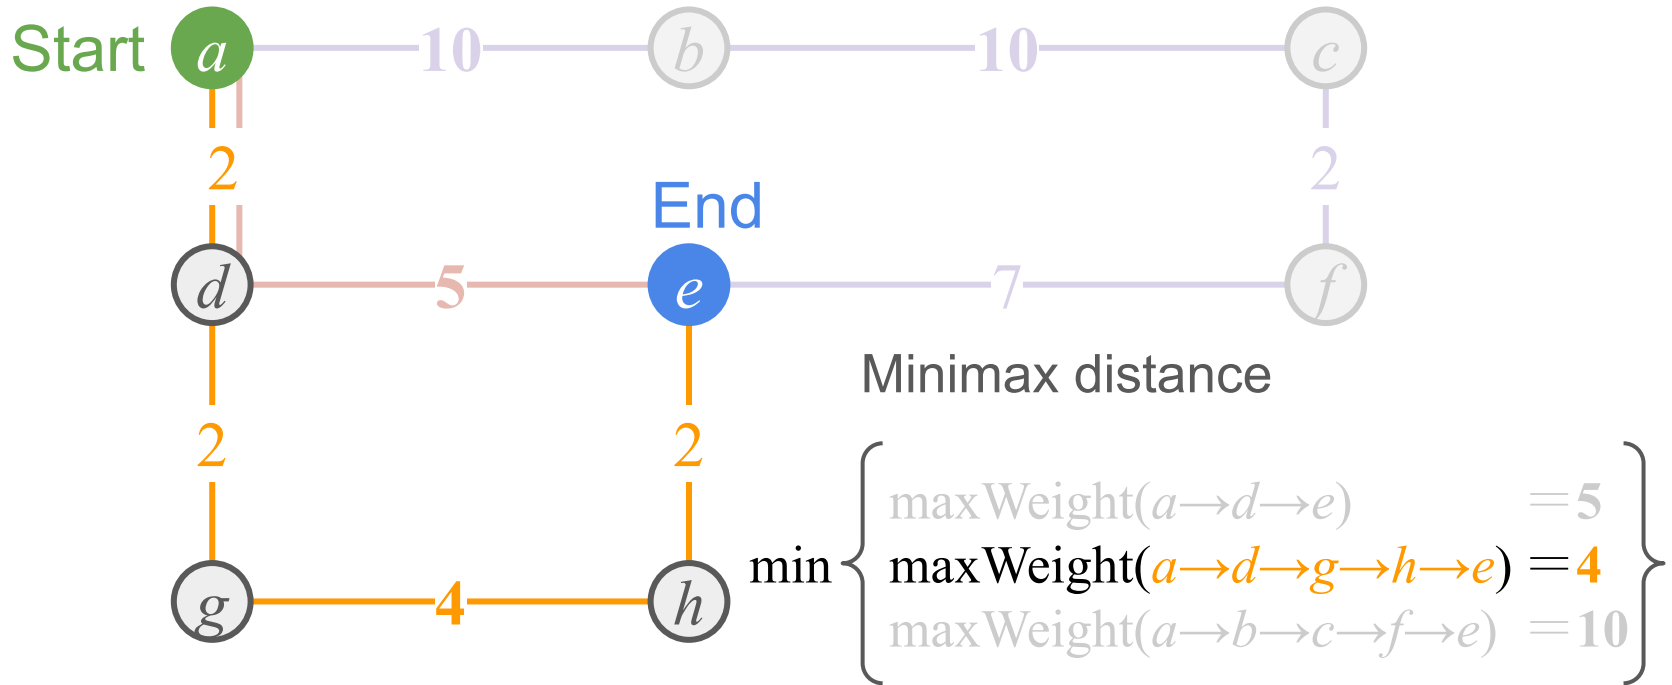 Start a 10 b 10 c
2 2
End
d 5 e 7 f
Minimax distance
2 2
maxWeight(a→d→e) =5
min { maxWeight(a→d→g→h→e) =4 }
g 4 h
maxWeight(a→b→c→f→e) =10